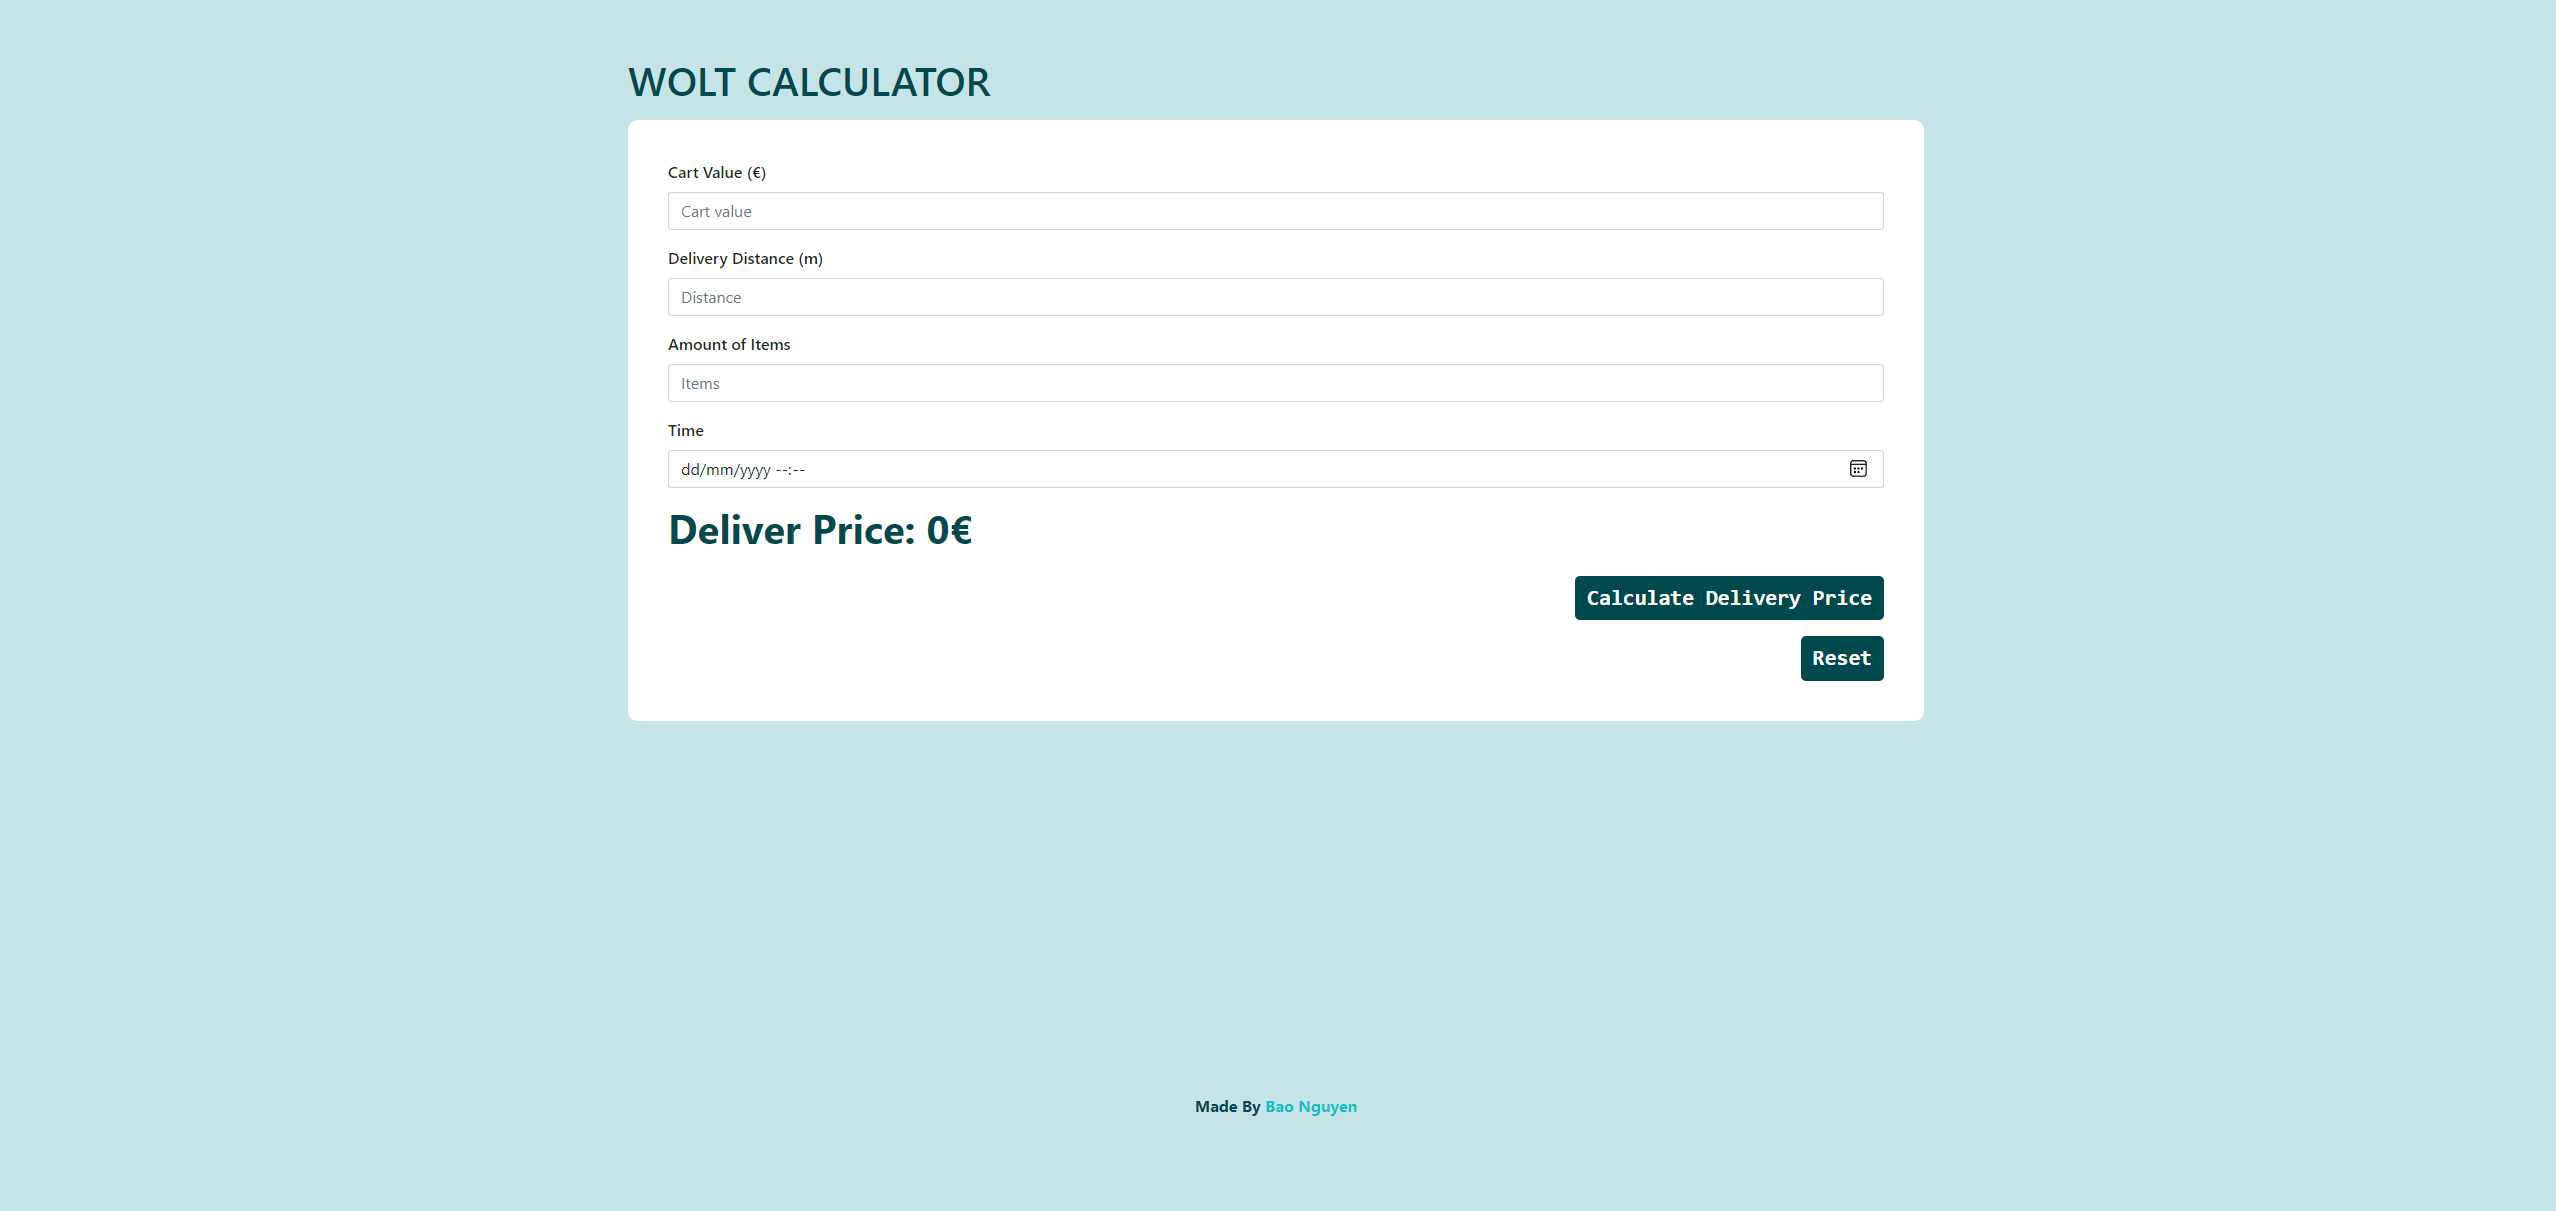 WOLT CALCULATOR
Cart Value (€)
Cart value
Delivery Distance (m)
Distance
Amount of Items
Items
Time
dd/mm/yyyy --:--
Deliver Price: 0€
Calculate Delivery Price
Reset
Made By Bao Nguyen